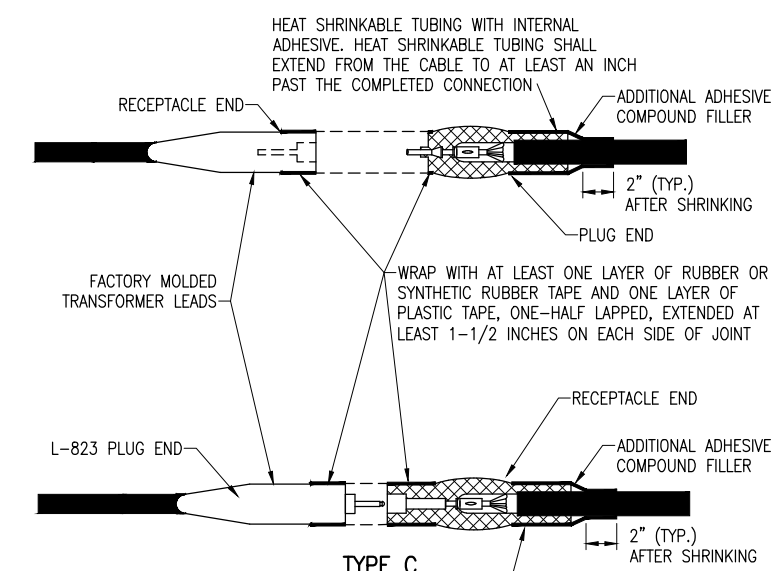 HEAT SHRINKABLE TUBING WITH INTERNAL
ADHESIVE. HEAT SHRINKABLE TUBING SHALL
EXTEND FROM THE CABLE TO AT LEAST AN INCH
PAST THE COMPLETED CONNECTION
RECEPTACLE END
ADDITIONAL ADHESIVE
COMPOUND FILLER
2" (TYP.)
AFTER SHRINKING
PLUG END
FACTORY MOLDED
TRANSFORMER LEADS
WRAP WITH AT LEAST ONE LAYER OF RUBBER OR
SYNTHETIC RUBBER TAPE AND ONE LAYER OF
PLASTIC TAPE, ONE-HALF LAPPED, EXTENDED AT
LEAST 1-1/2 INCHES ON EACH SIDE OF JOINT
RECEPTACLE END
L-823 PLUG END
ADDITIONAL ADHESIVE
COMPOUND FILLER
2" (TYP.)
AFTER SHRINKING
TYPE C